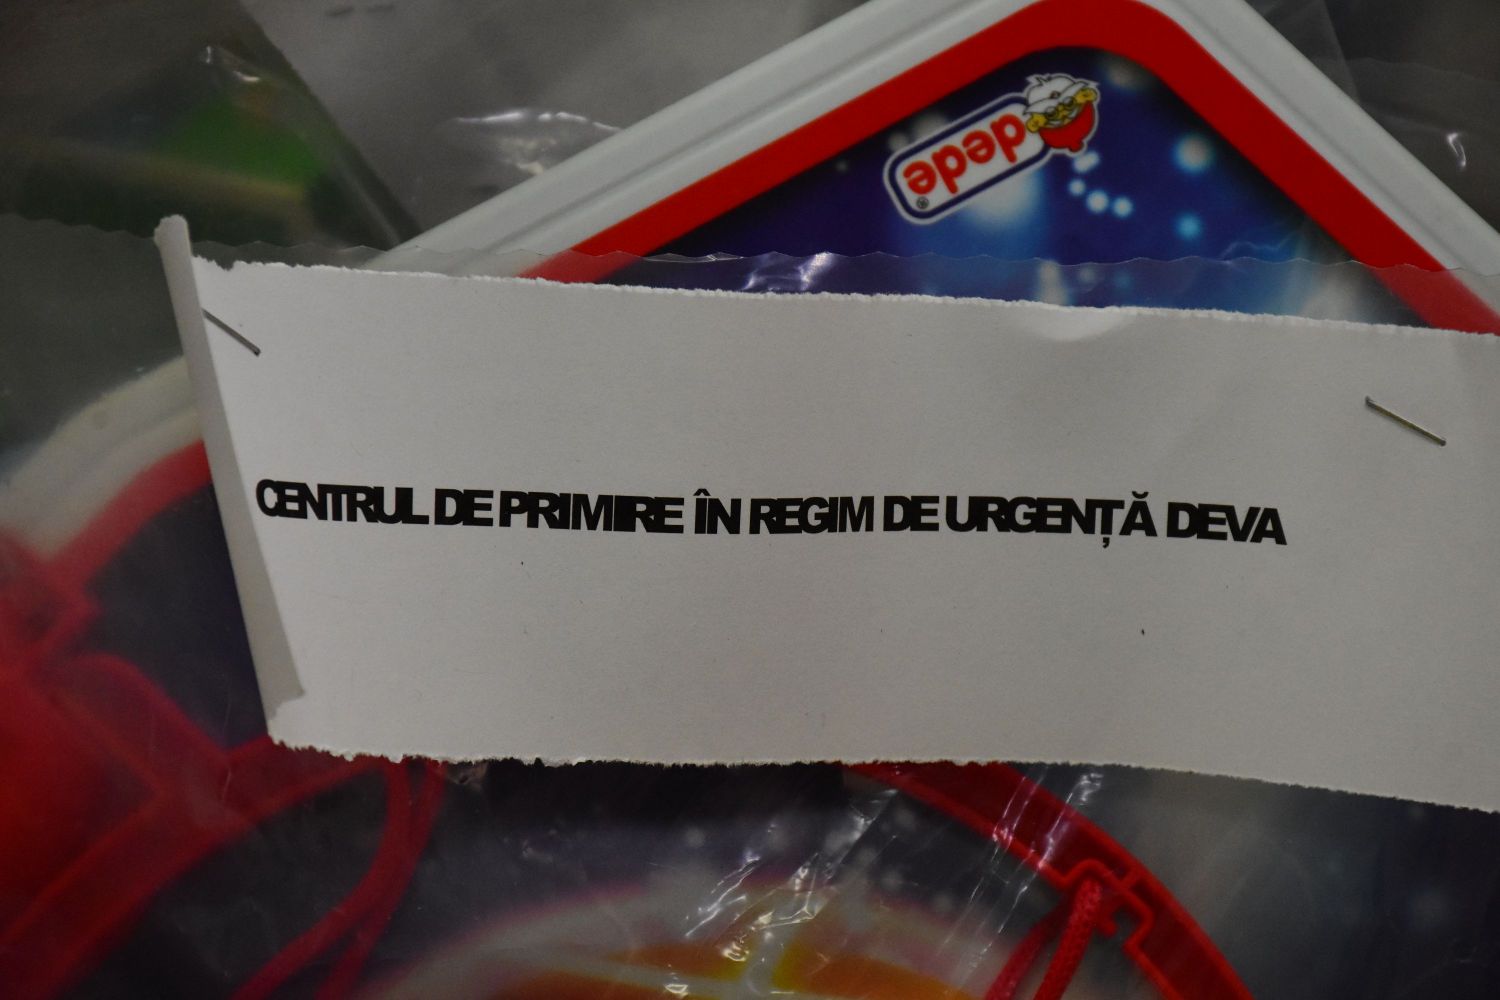 dede®
CENTRUL DE PRIMIRE ÎN REGIM DE URGENȚĂ DEVA